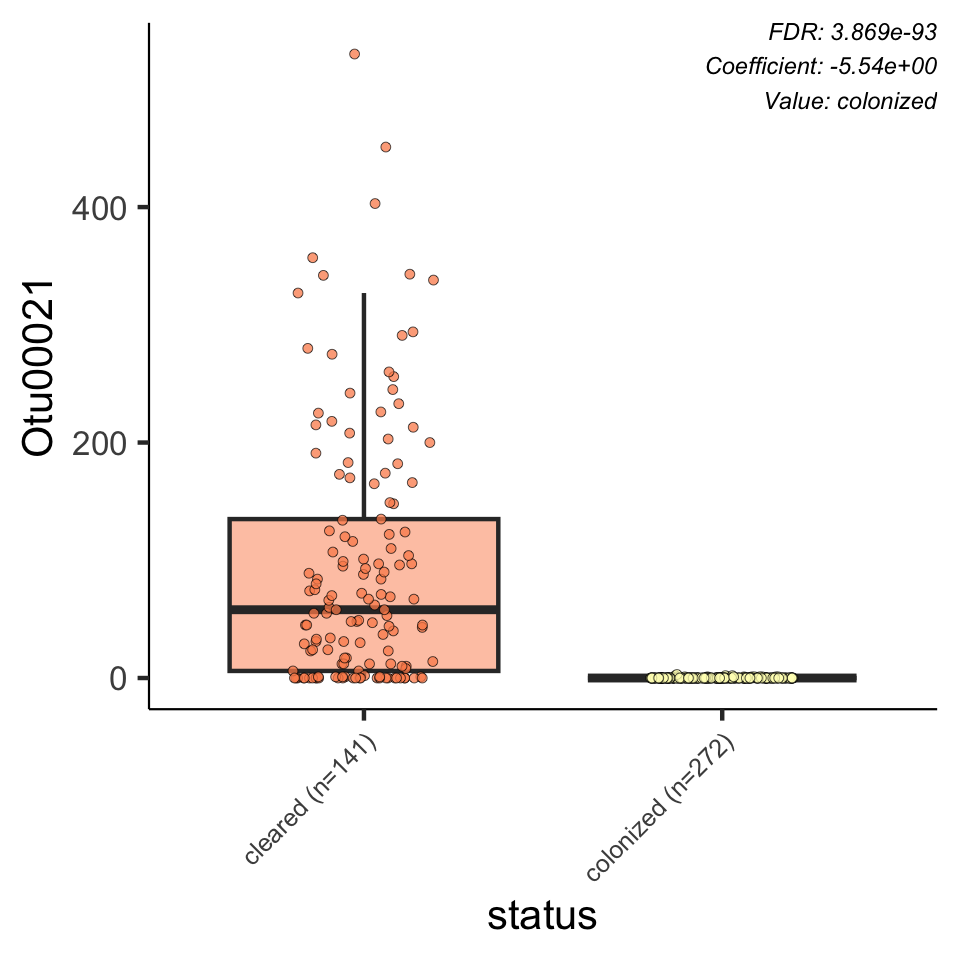 FDR: 3.869e-93
Coefficient: -5.54e+00
Value: colonized
Otu00021
400
200
0
cleared (n=141)
colonized (n=272)
status